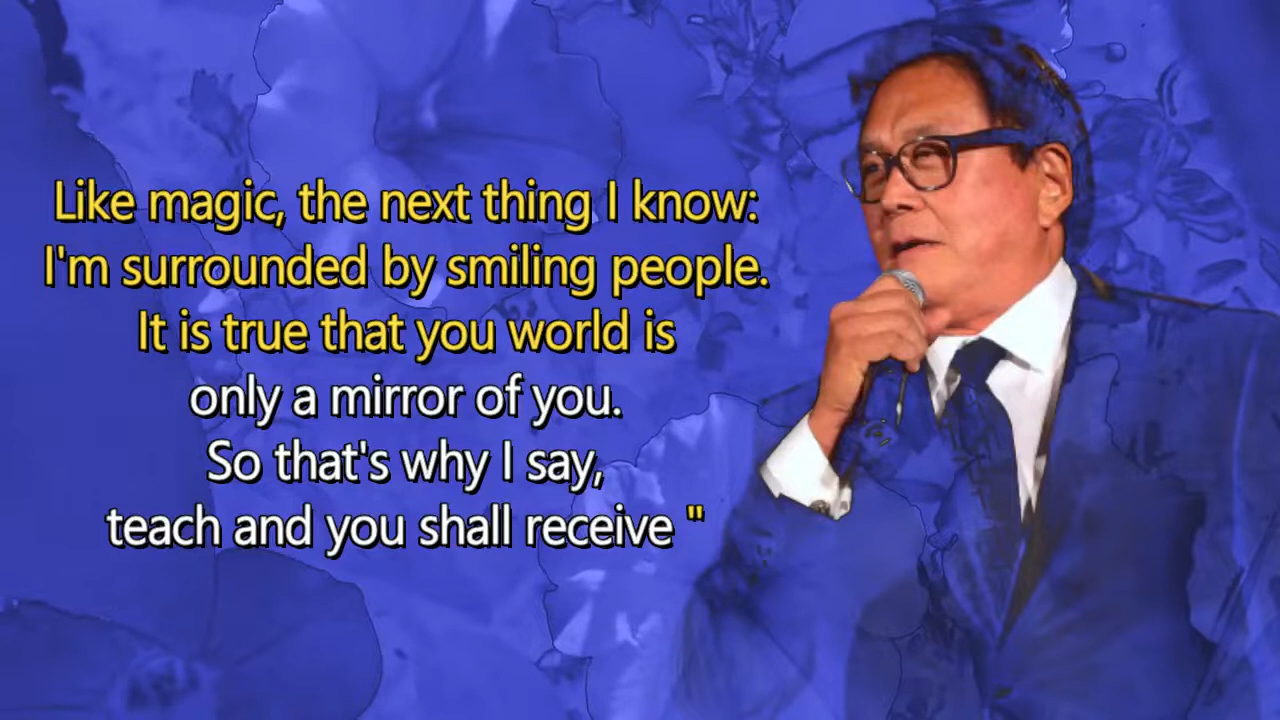 Like magic, the next thing I know:
I'm surrounded by smiling people.
It is true that you world is
only a mirror of you.
So that's why I say,
teach and you shall receive "